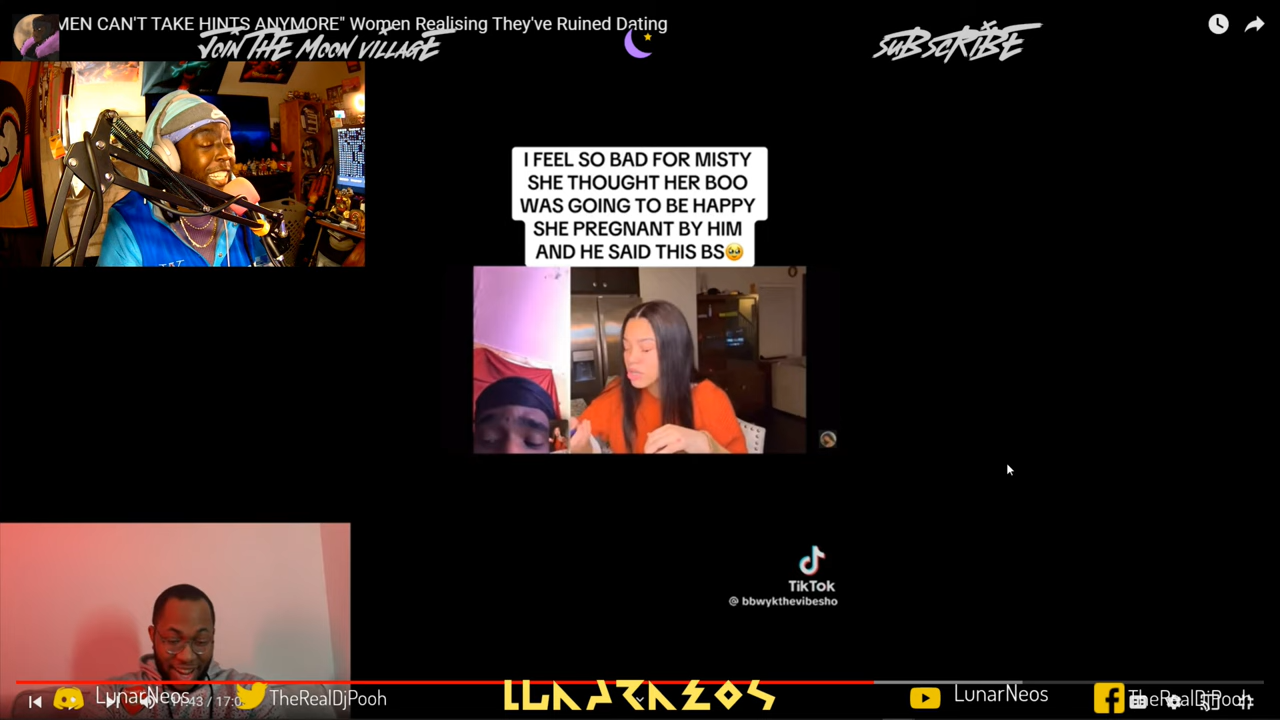 MEN CAN'T TAKE HINTS ANYMORE" Women Realising They've Ruined Dating
JOIN THE MOON VILLAGE
SUBSCRIBE
I FEEL SO BAD FOR MISTY
SHE THOUGHT HER BOO
WAS GOING TO BE HAPPY
SHE PREGNANT BY HIM
AND HE SAID THIS BS🥹
TikTok
@ bbwykthevibesho
LunarNeos
TheRealDjPooh
LUNARNEOS
LunarNeos
TheRealDjPooh